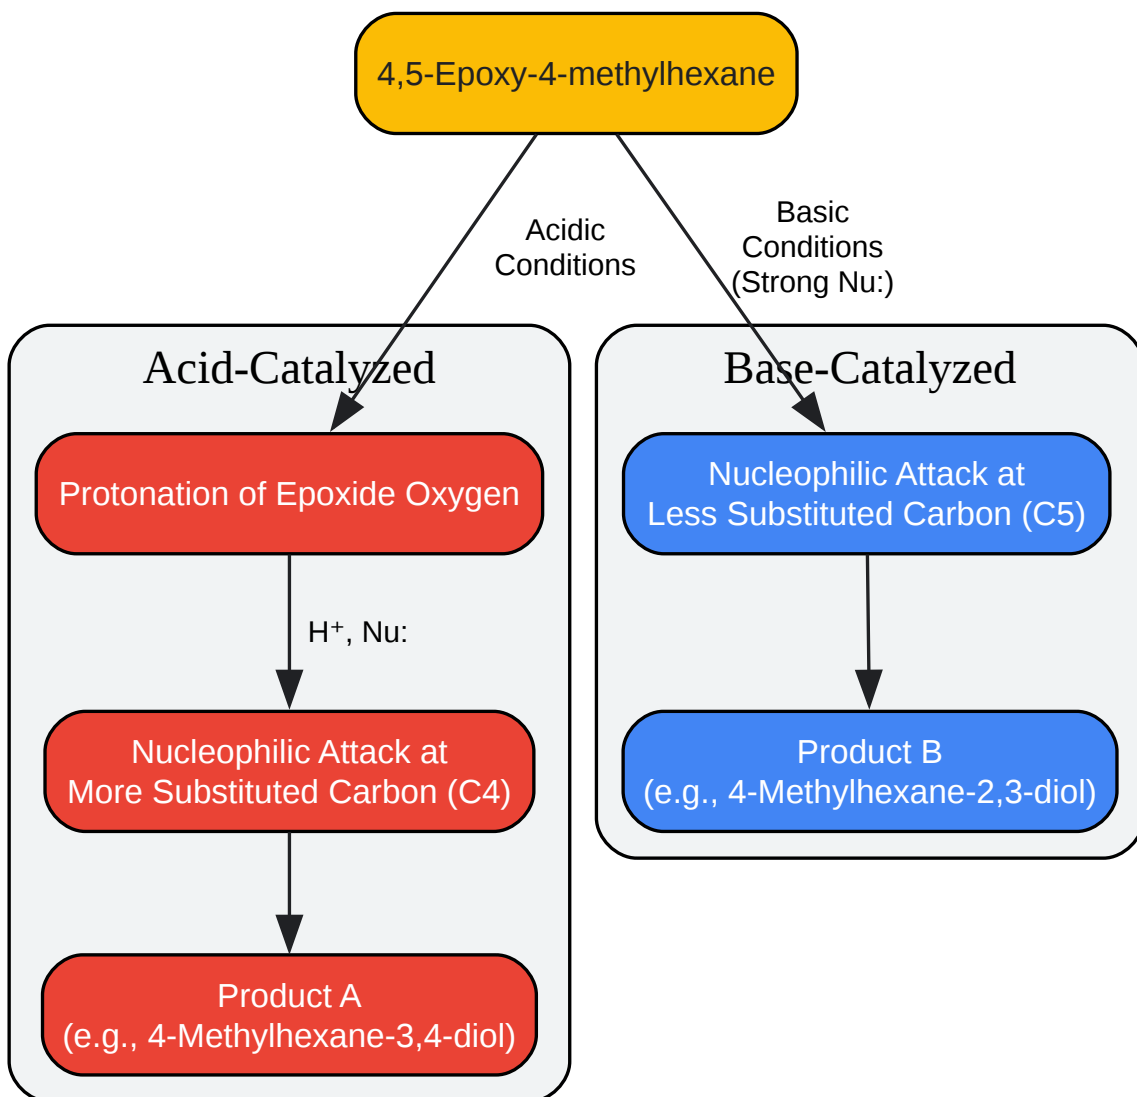 4,5-Epoxy-4-methylhexane
Acidic
Conditions
Basic
Conditions
(Strong Nu:)
Acid-Catalyzed
Protonation of Epoxide Oxygen
H⁺, Nu:
Nucleophilic Attack at
More Substituted Carbon (C4)
Product A
(e.g., 4-Methylhexane-3,4-diol)
Base-Catalyzed
Nucleophilic Attack at
Less Substituted Carbon (C5)
Product B
(e.g., 4-Methylhexane-2,3-diol)